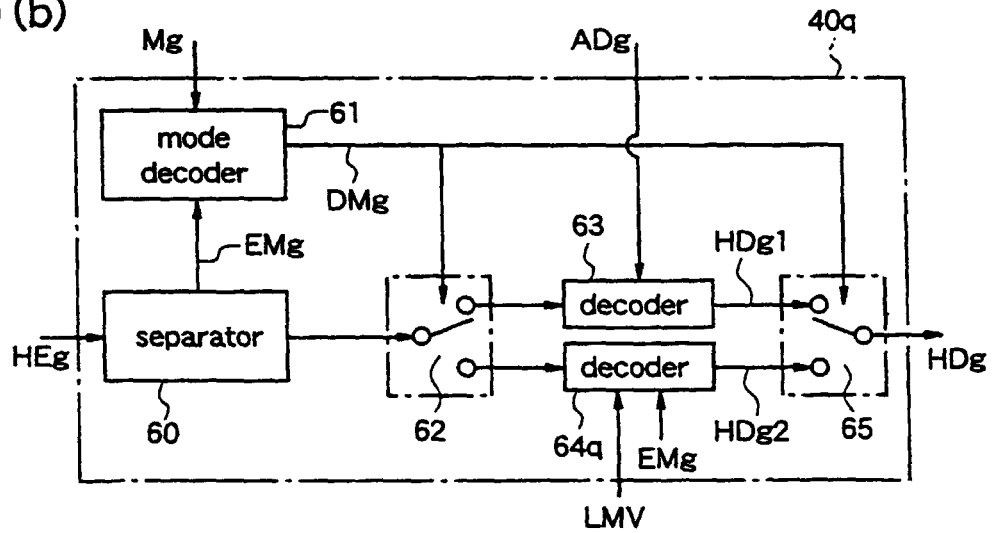 (b)
Mg
ADg
40q
61
mode
decoder
DMg
EMg
63
HDg1
decoder
separator
HEg
HDg
decoder
60
62
64q
EMg
HDg2
65
LMV